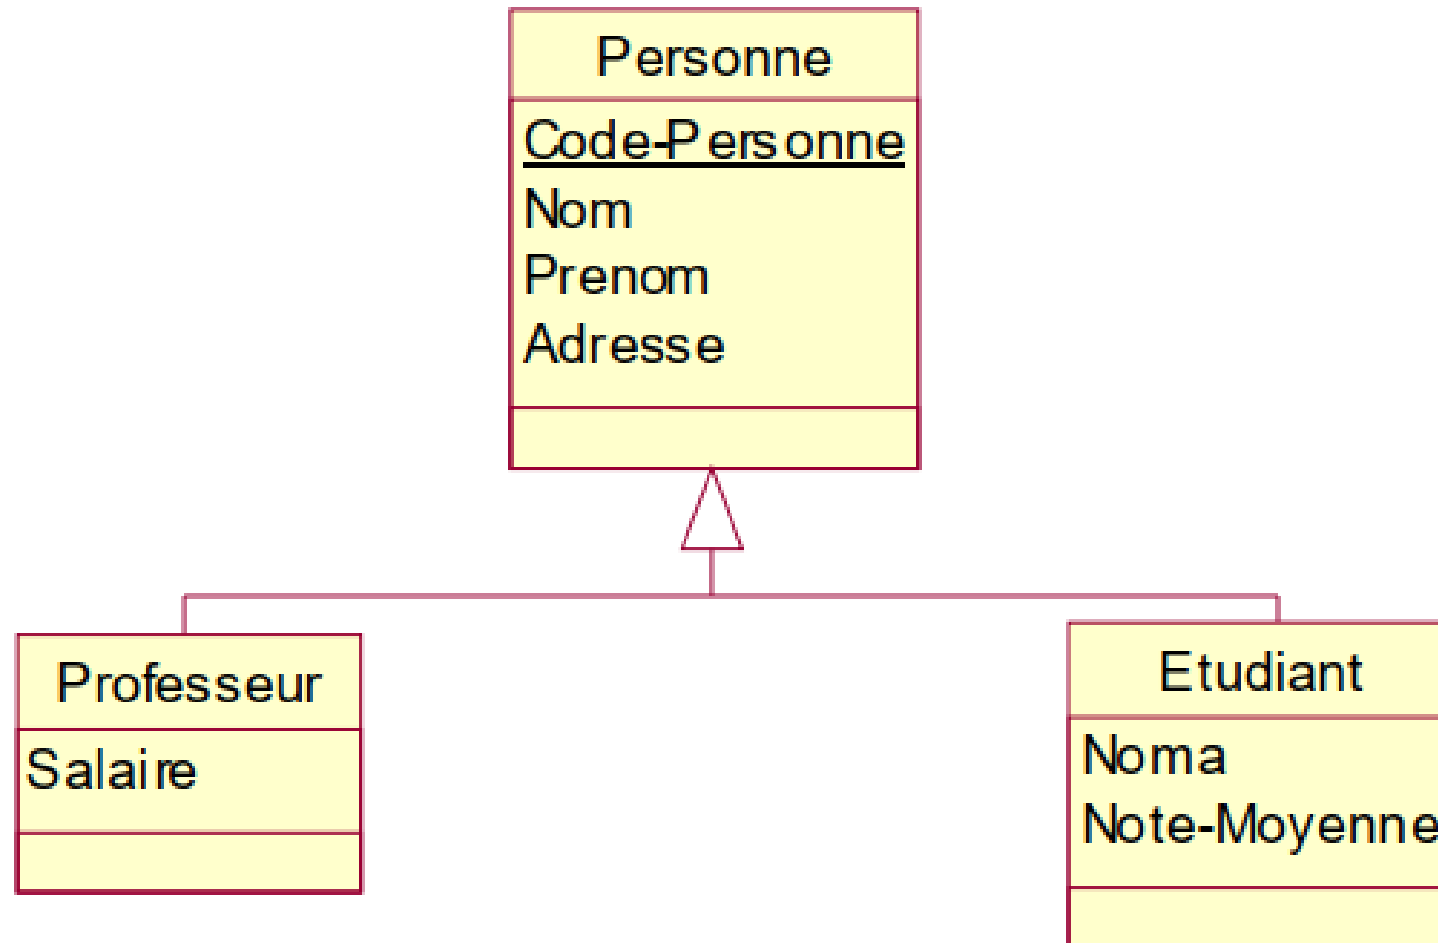 Personne
Code-Personne
Nom
Prenom
Adresse
Professeur
Salaire
Etudiant
Noma
Note-Moyenne